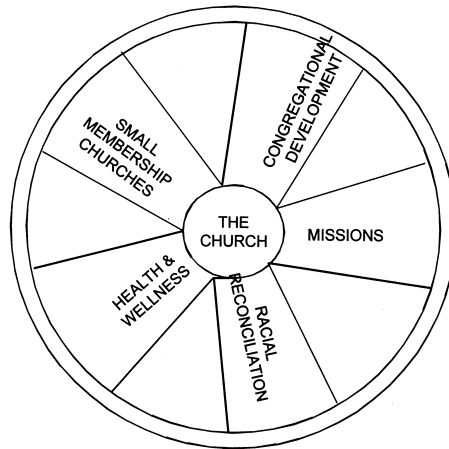 CONGREGATIONAL
DEVELOPMENT
SMALL
MEMBERSHIP
CHURCHES
THE
CHURCH
MISSIONS
HEALTH &
WELLNESS
RACIAL
RECONCILIATION